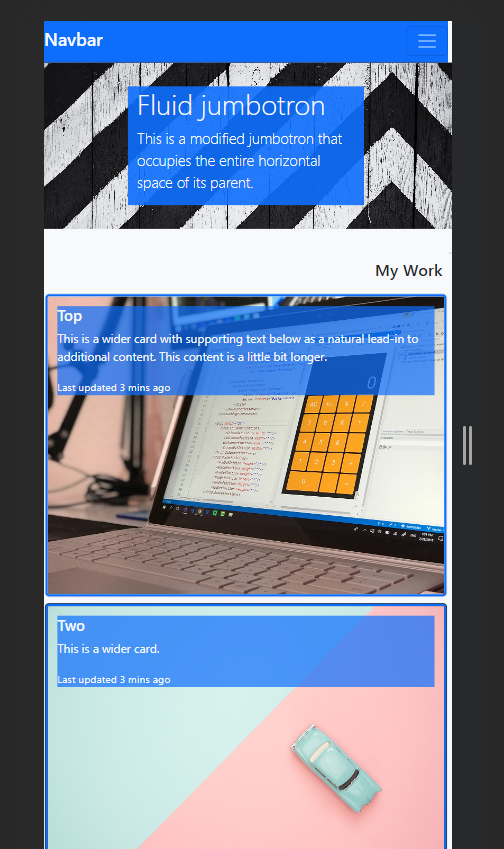 Navbar
Fluid jumbotron
This is a modified jumbotron that
occupies the entire horizontal
space of its parent.
My Work
Top
This is a wider card with supporting text below as a natural lead-in to
additional content. This content is a little bit longer.
Last updated 3 mins ago
Two
This is a wider card.
Last updated 3 mins ago